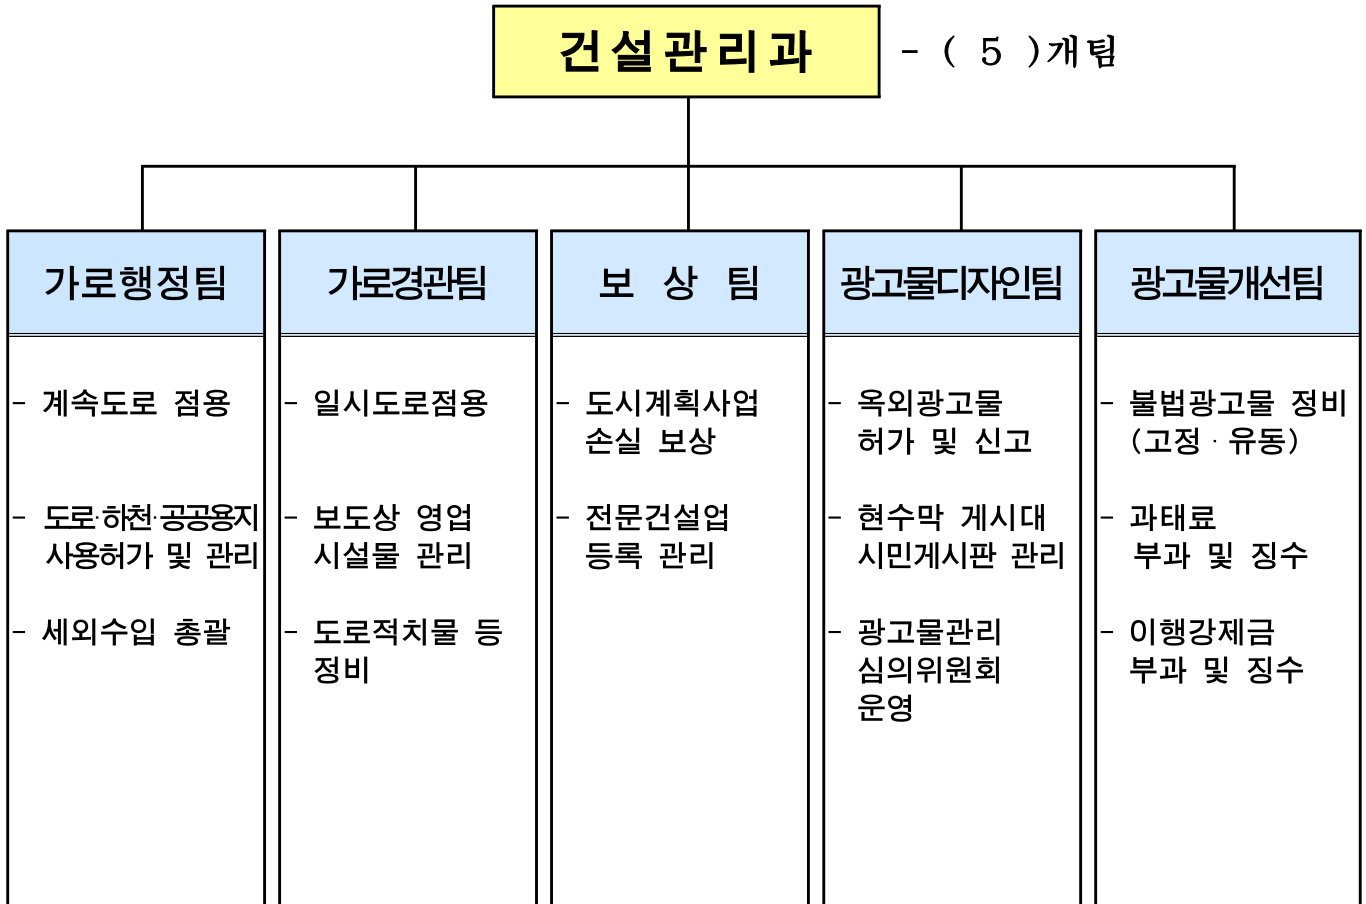 건설관리과 - ( 5 )개팀
가로행정팀
- 계속도로 점용
- 도로·하천·공공용지
사용허가 및 관리
- 세외수입 총괄
가로경관팀
- 일시도로점용
- 보도상 영업
시설물 관리
- 도로적치물 등
정비
보 상 팀
- 도시계획사업
손실 보상
- 전문건설업
등록 관리
광고물디자인팀
- 옥외광고물
허가 및 신고
- 현수막 게시대
시민게시판 관리
- 광고물관리
심의위원회
운영
광고물개선팀
- 불법광고물 정비
(고정·유동)
- 과태료
부과 및 징수
- 이행강제금
부과 및 징수